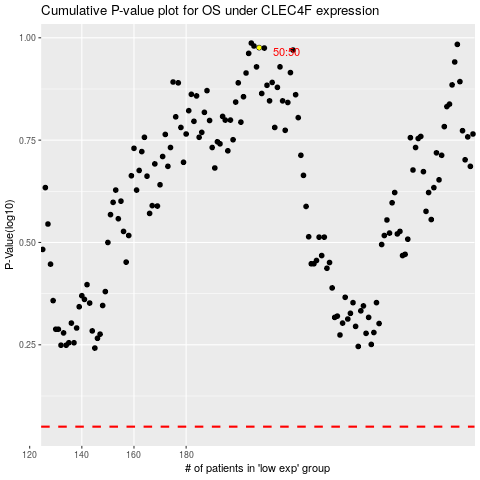 Cumulative P-value plot for OS under CLEC4F expression
P-Value(log10)
1.00
0.75
0.50
0.25
50:50
120 140 160 180
# of patients in 'low exp' group